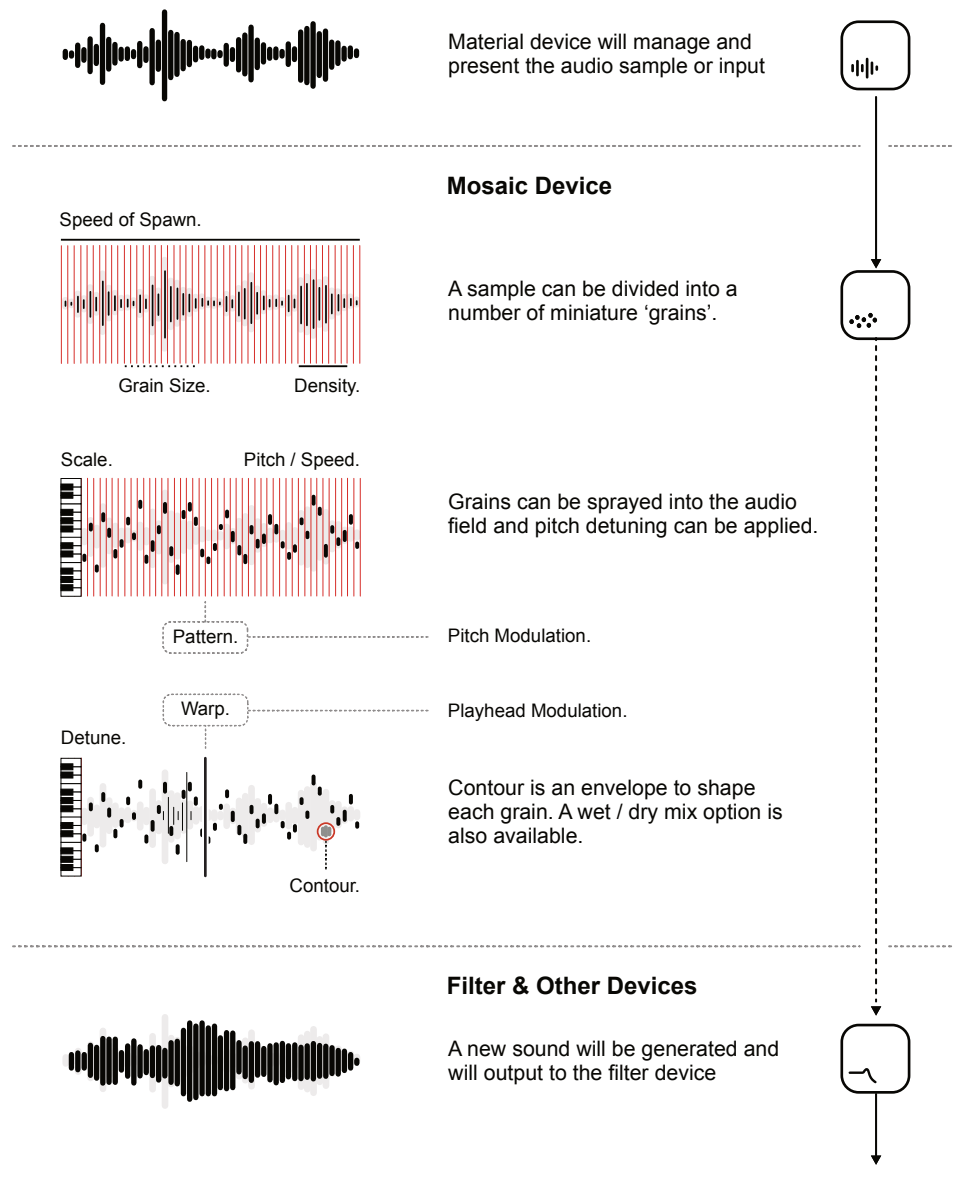 Material device will manage and
present the audio sample or input
Mosaic Device
Speed of Spawn.
A sample can be divided into a
number of miniature ‘grains’.
Grain Size.
Density.
Scale.
Pitch / Speed.
Grains can be sprayed into the audio
field and pitch detuning can be applied.
Pattern.
Pitch Modulation.
Warp.
Playhead Modulation.
Detune.
Contour is an envelope to shape
each grain. A wet / dry mix option is
also available.
Contour.
Filter & Other Devices
A new sound will be generated and
will output to the filter device